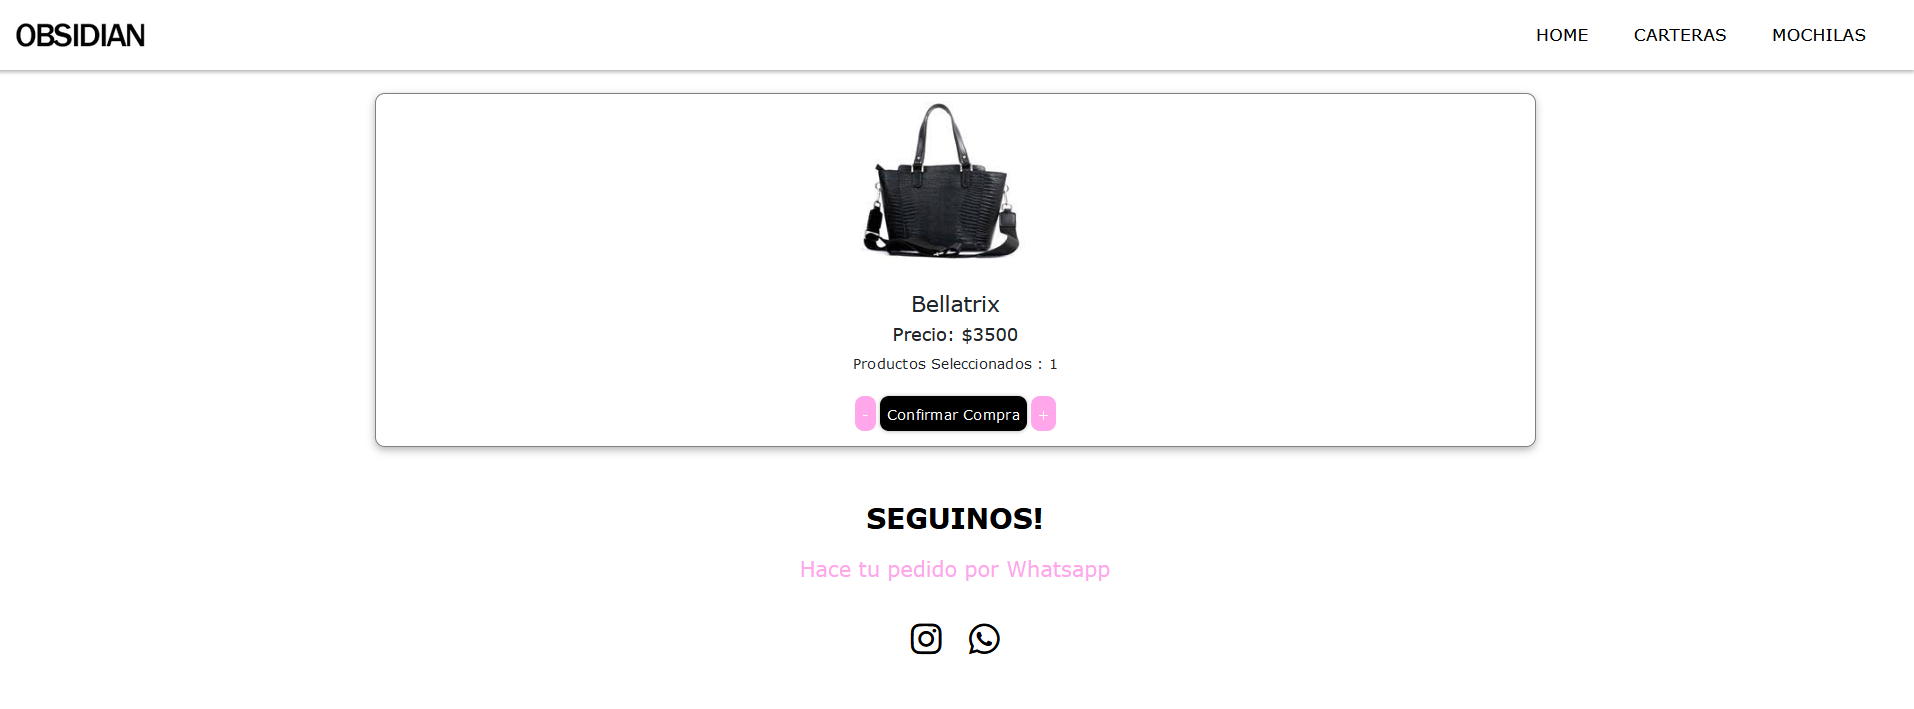 OBSIDIAN HOME CARTERAS MOCHILAS
Bellatrix
Precio: $3500
Productos Seleccionados : 1
- Confirmar Compra +
SEGUINOS!
Hace tu pedido por Whatsapp